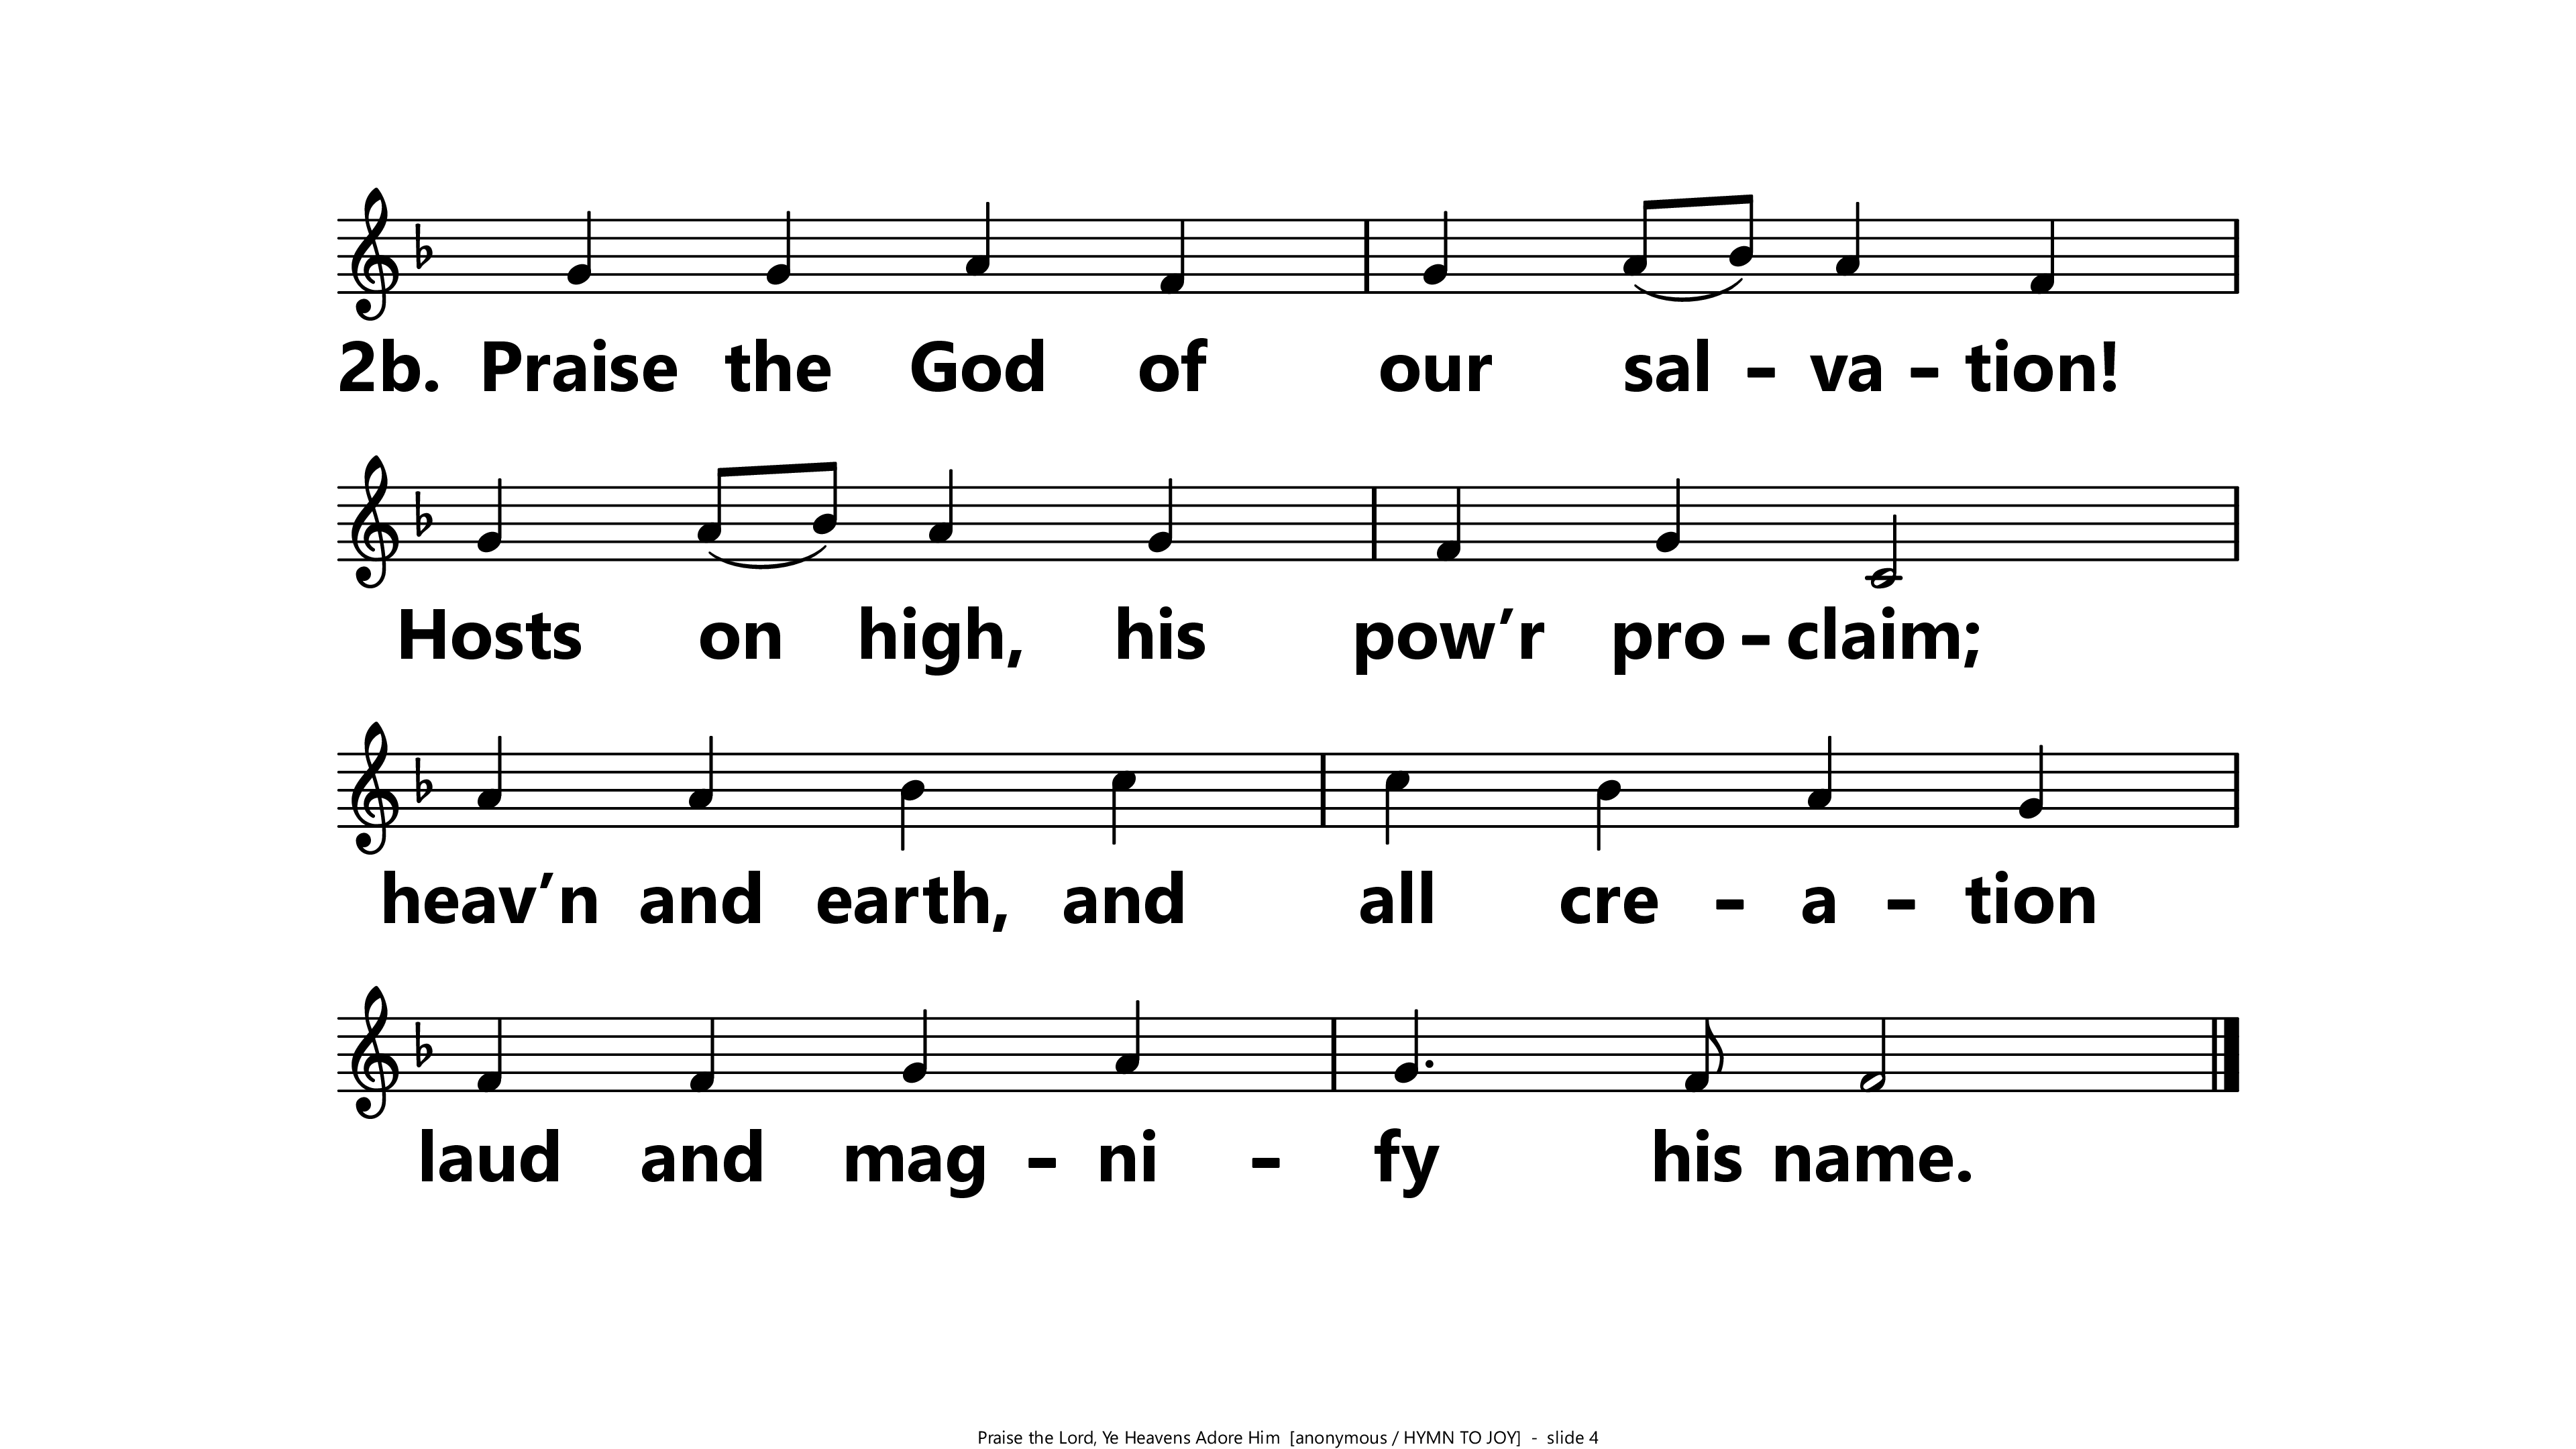 2b. Praise the God of our sal - va - tion!
Hosts on high, his pow’r pro - claim;
heav’n and earth, and all cre - a - tion
laud and mag - ni - fy his name.
Praise the Lord, Ye Heavens Adore Him [anonymous / HYMN TO JOY] - slide 4